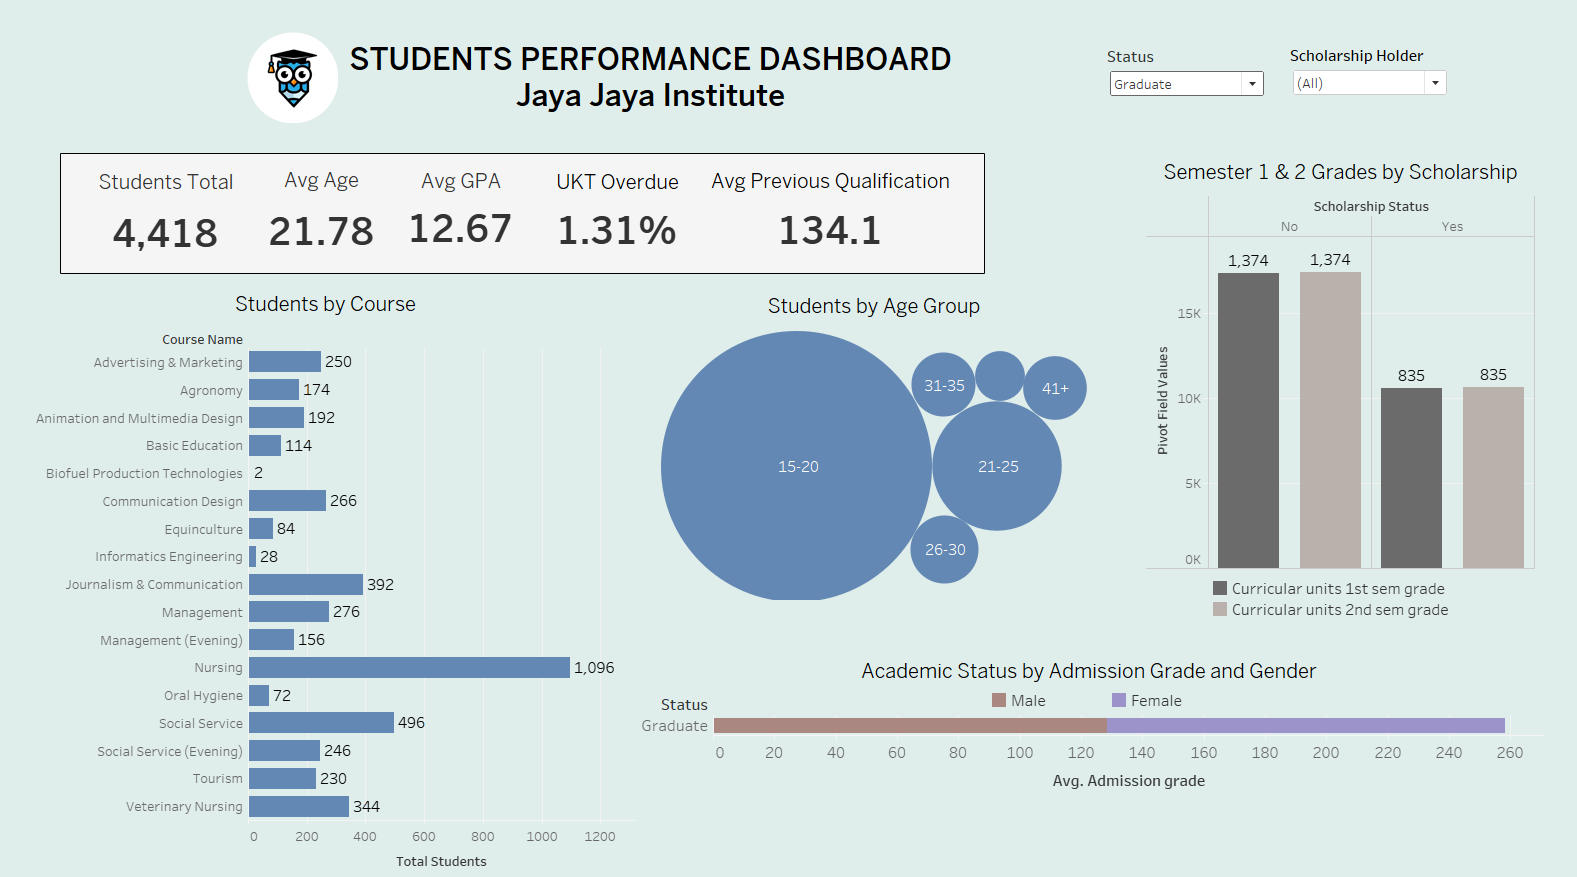 STUDENTS PERFORMANCE DASHBOARD
Jaya Jaya Institute
Status
Graduate
Scholarship Holder
(All)
Students Total
4,418
Avg Age
21.78
Avg GPA
12.67
UKT Overdue
1.31%
Avg Previous Qualification
134.1
Students by Course
Course Name
Advertising & Marketing 250
Agronomy 174
Animation and Multimedia Design 192
Basic Education 114
Biofuel Production Technologies 2
Communication Design 266
Equinculture 84
Informatics Engineering 28
Journalism & Communication 392
Management 276
Management (Evening) 156
Nursing 1,096
Oral Hygiene 72
Social Service 496
Social Service (Evening) 246
Tourism 230
Veterinary Nursing 344
0 200 400 600 800 1000 1200
Total Students
Students by Age Group
31-35
41+
15-20
21-25
26-30
Semester 1 & 2 Grades by Scholarship
Scholarship Status
No Yes
1,374 1,374
835 835
15K
10K
5K
0K
Pivot Field Values
Curricular units 1st sem grade
Curricular units 2nd sem grade
Academic Status by Admission Grade and Gender
Male Female
Status
Graduate
0 20 40 60 80 100 120 140 160 180 200 220 240 260
Avg. Admission grade